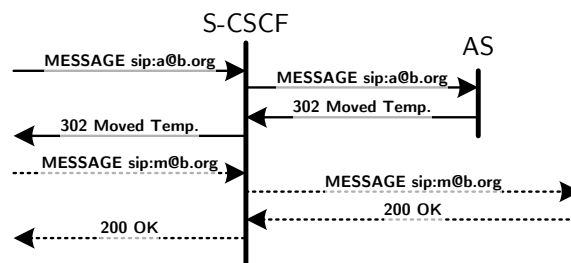 S-CSCF
AS
MESSAGE sip:a@b.org
MESSAGE sip:a@b.org
302 Moved Temp.
302 Moved Temp.
MESSAGE sip:m@b.org
MESSAGE sip:m@b.org
200 OK
200 OK